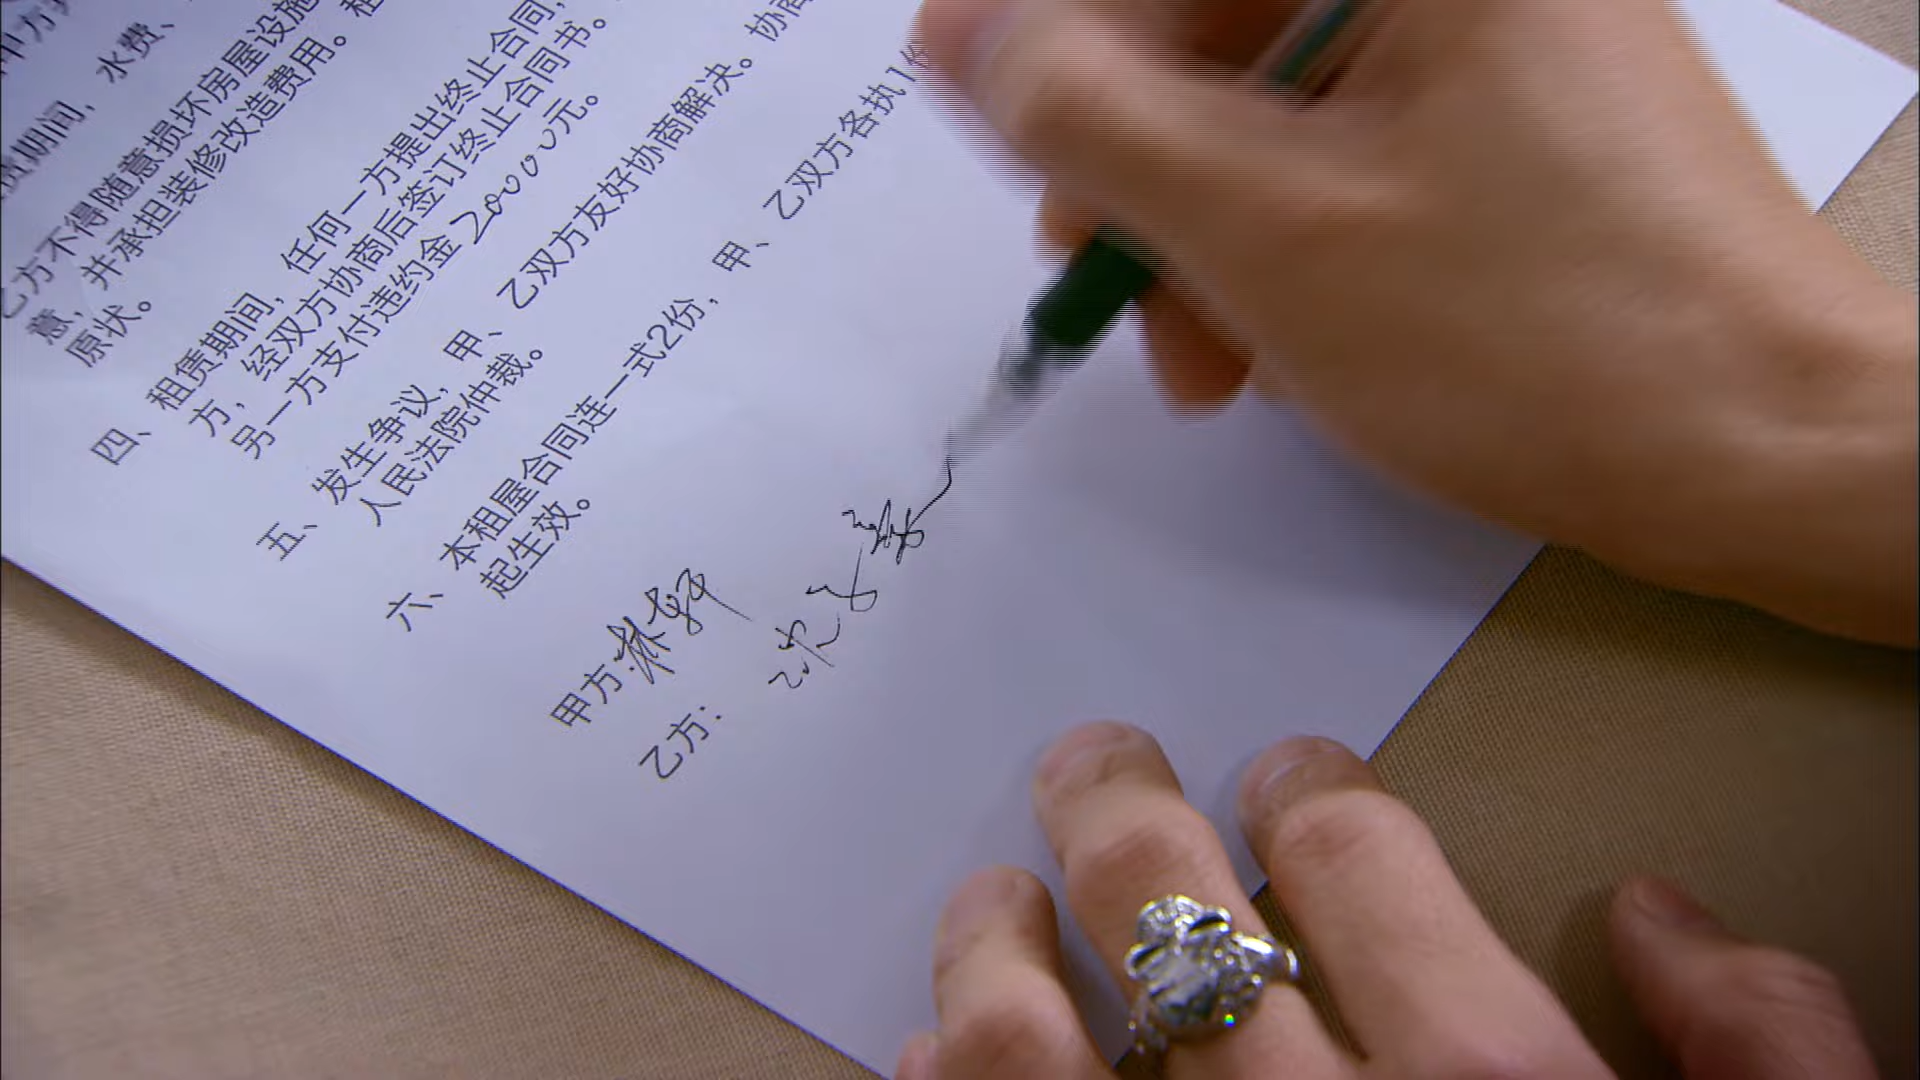 期间，水费、
乙方不得随意损坏房屋设施
意，并承担装修改造费用。租
原状。
四、租赁期间，任何一方提出终止合同，
方，经双方协商后签订终止合同书。
另一方支付违约金20000元。
五、发生争议，甲、乙双方友好协商解决。协商
人民法院仲裁。
六、本租屋合同连一式2份，甲、乙双方各执1份
起生效。
甲方：
乙方：